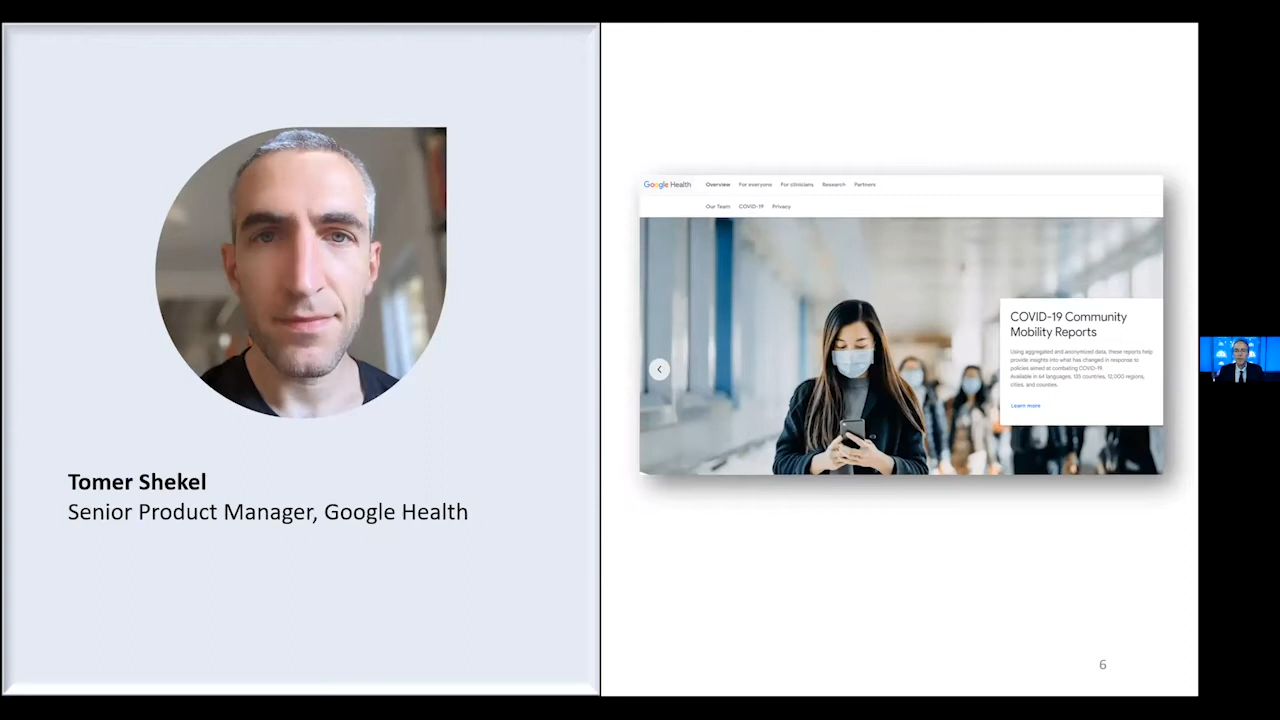 Tomer Shekel
Senior Product Manager, Google Health
Google Health Overview For everyone For clinicians Research Partners
Our Team COVID-19 Privacy
COVID-19 Community
Mobility Reports
Using aggregated and anonymized data, these reports help
provide insights into what has changed in response to
policies aimed at combating COVID-19.
Available in 64 languages, 135 countries, 12,000 regions,
cities, and counties.
Learn more
6